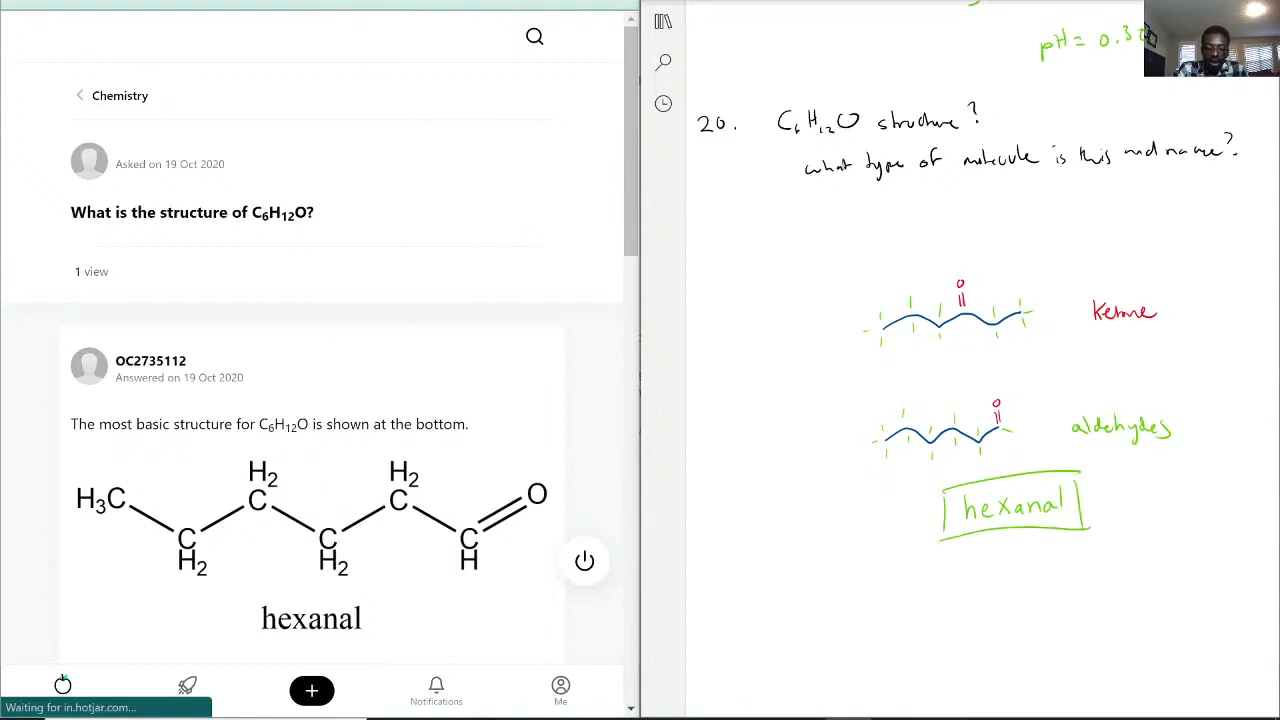 Chemistry
Asked on 19 Oct 2020
What is the structure of C₆H₁₂O?
1 view
OC2735112
Answered on 19 Oct 2020
The most basic structure for C₆H₁₂O is shown at the bottom.
H₂ H₂
H₃C C C O
C C C
H₂ H₂ H
hexanal
Notifications
Me
Waiting for in.hotjar.com...
pH = 0.3
20. C₆H₁₂O structure?
what type of molecule is this and name?
O
Ketone
O
aldehydes
hexanal